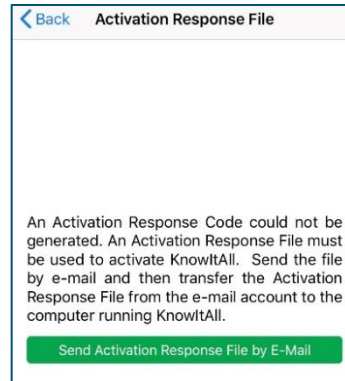 Back Activation Response File
An Activation Response Code could not be
generated. An Activation Response File must
be used to activate KnowItAll. Send the file
by e-mail and then transfer the Activation
Response File from the e-mail account to the
computer running KnowItAll.
Send Activation Response File by E-Mail